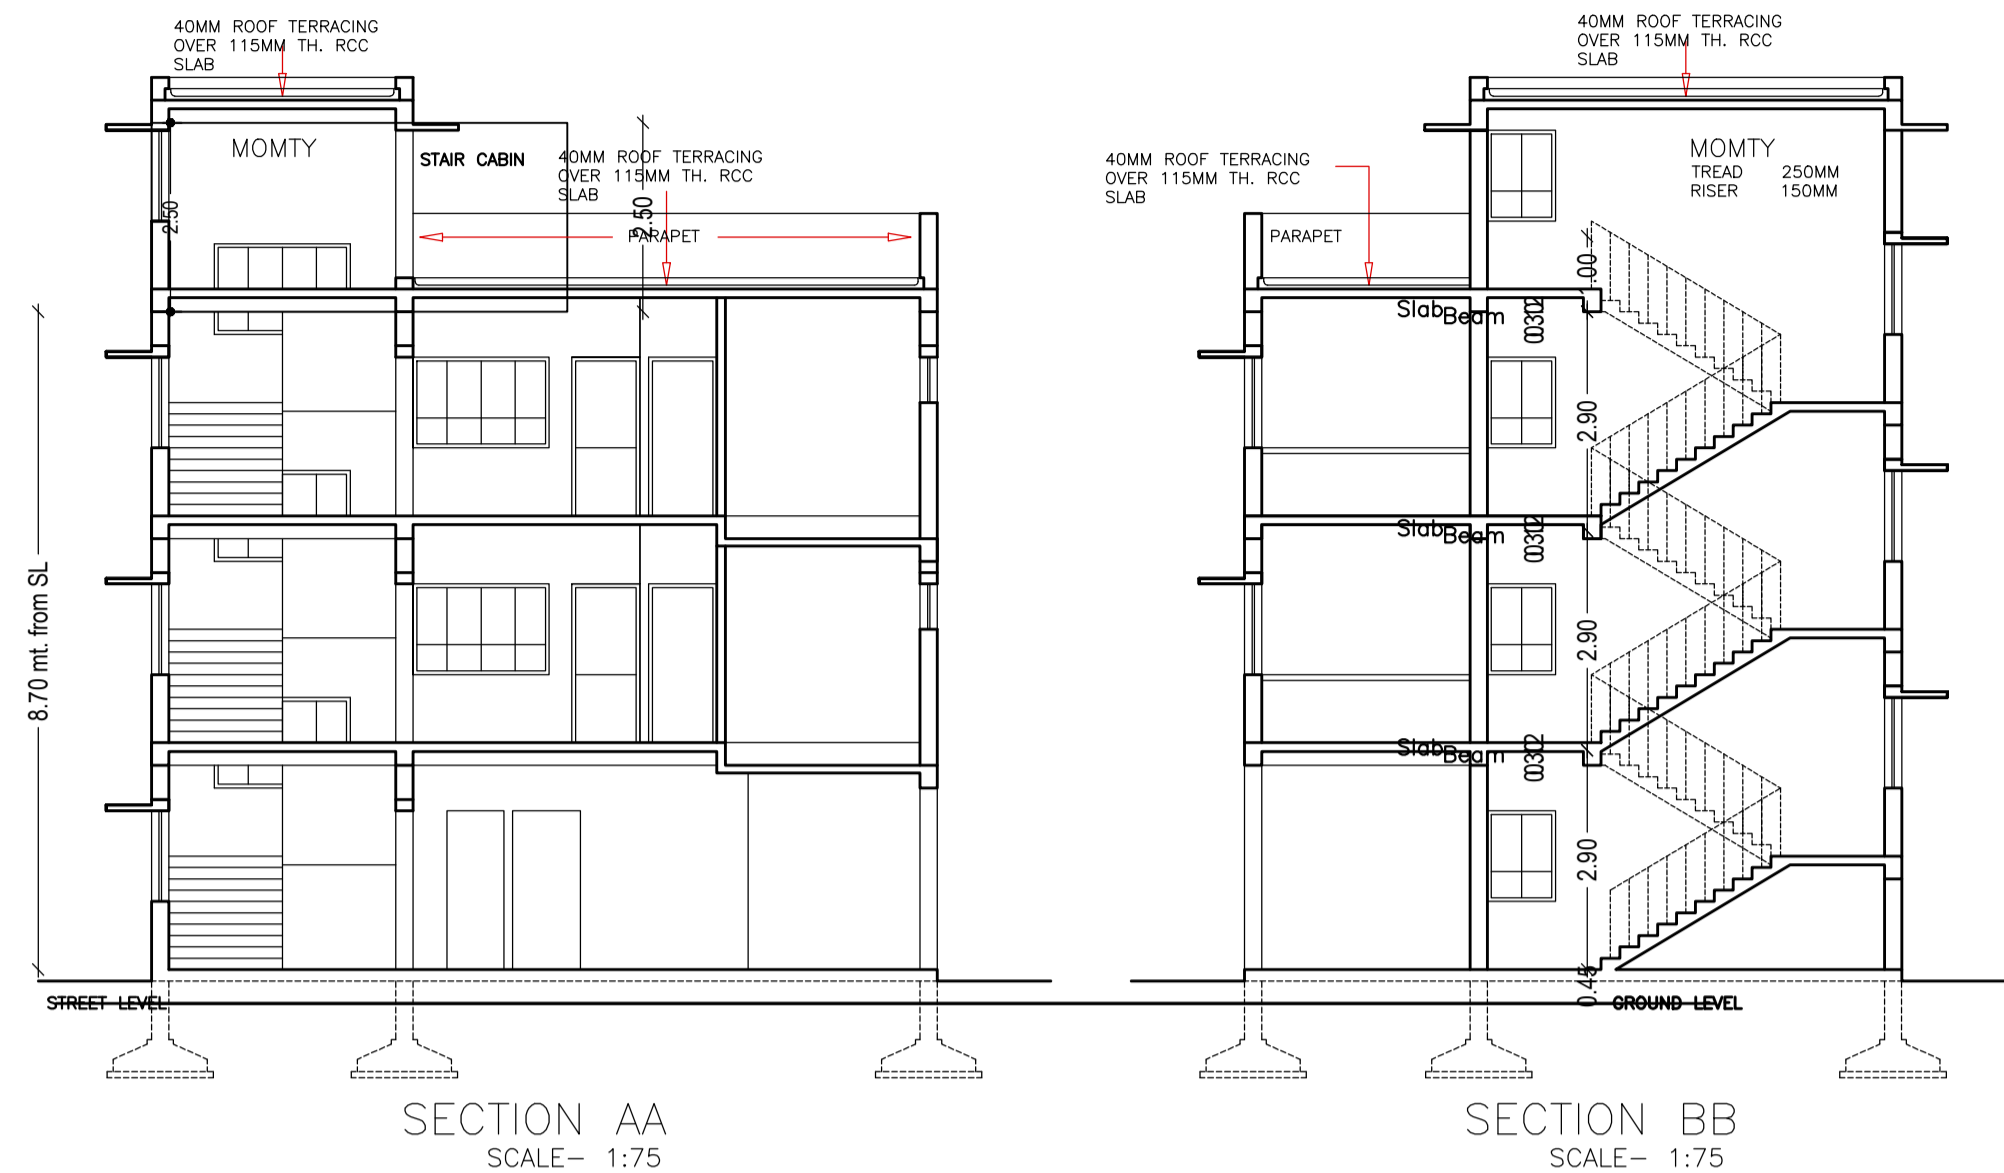 40MM ROOF TERRACING
OVER 115MM TH. RCC
SLAB
MOMTY
STAIR CABIN
40MM ROOF TERRACING
OVER 115MM TH. RCC
SLAB
2.50
2.50
PARAPET
8.70 mt. from SL
STREET LEVEL
SECTION AA
SCALE- 1:75
40MM ROOF TERRACING
OVER 115MM TH. RCC
SLAB
40MM ROOF TERRACING
OVER 115MM TH. RCC
SLAB
MOMTY
TREAD 250MM
RISER 150MM
PARAPET
Slab
Beam
2.90
Slab
Beam
2.90
Slab
Beam
2.90
0.45
GROUND LEVEL
SECTION BB
SCALE- 1:75